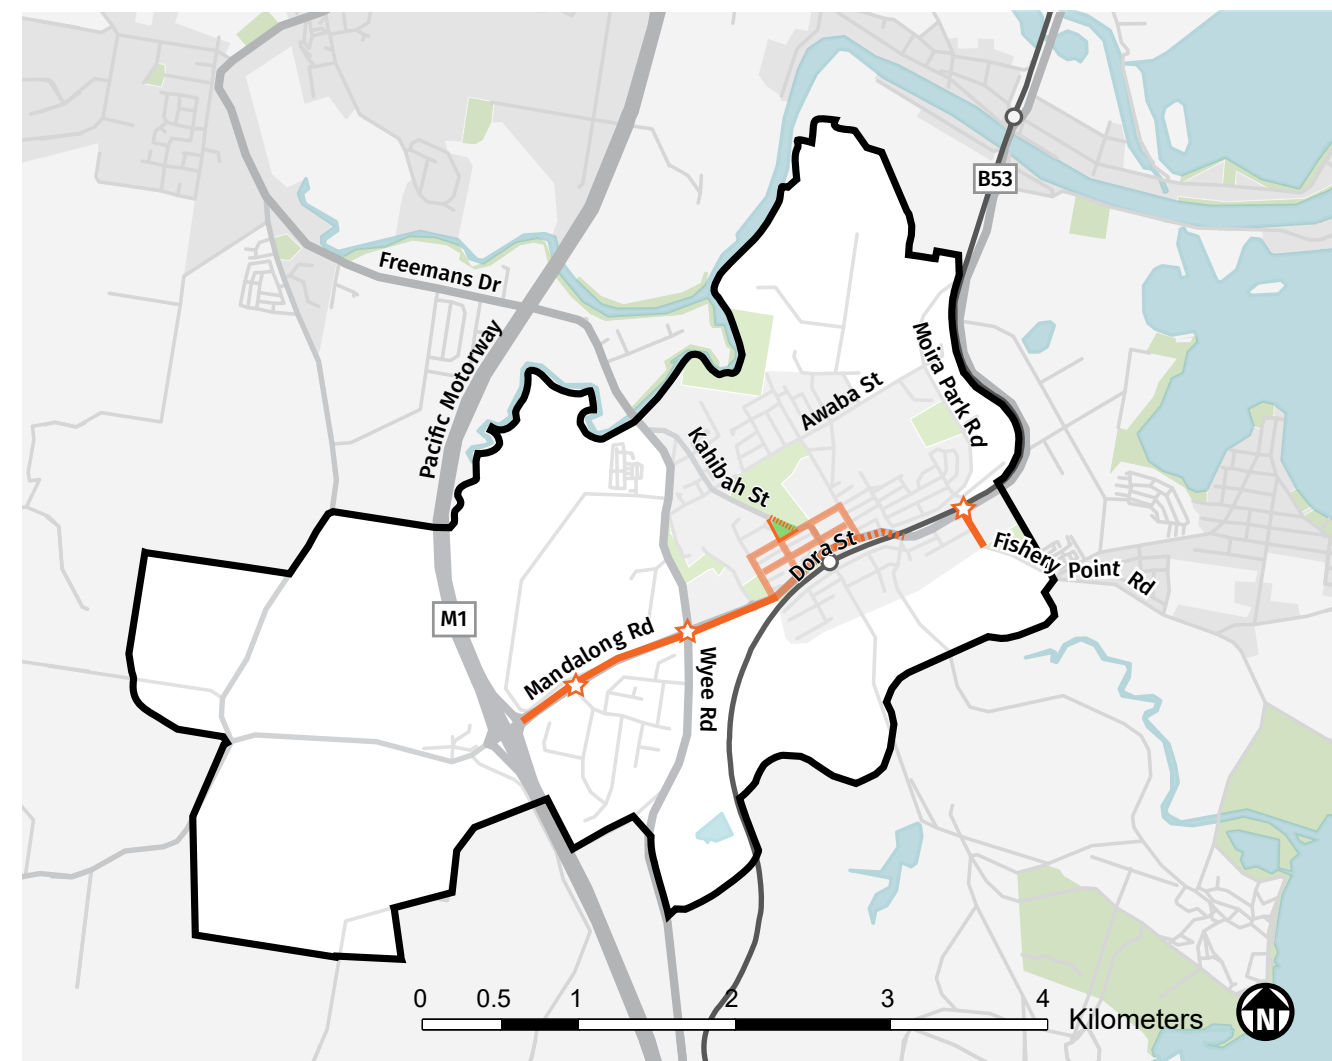 B53
Freemans Dr
Pacific Motorway
Moira Park Rd
Awaba St
Kahibah St
Dora St
Fishery Point Rd
M1
Mandalong Rd
Wyee Rd
0 0.5 1 2 3 4
Kilometers
N